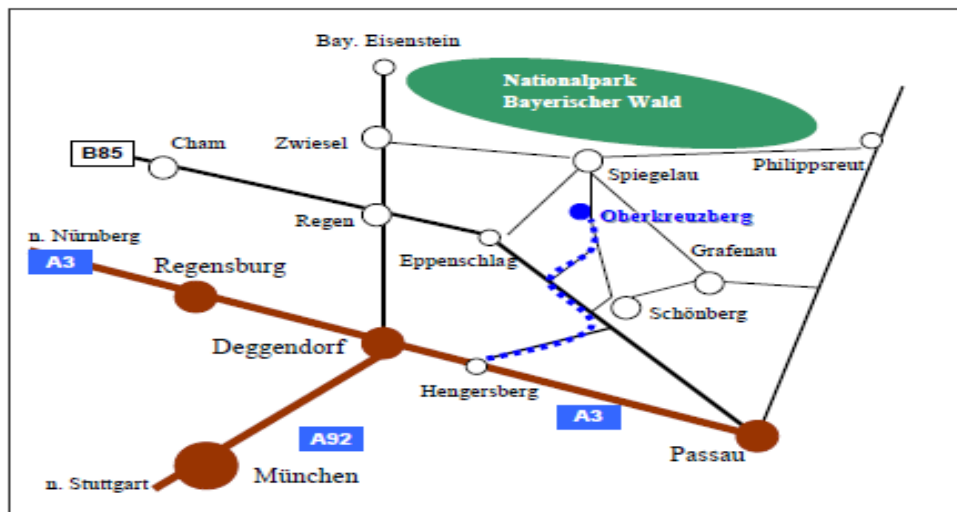 Bay. Eisenstein
Nationalpark
Bayerischer Wald
B85
Cham
Zwiesel
Philippsreut
Spiegelau
Regen
Oberkreuzberg
n. Nürnberg
A3
Regensburg
Eppenschlag
Grafenau
Schönberg
Deggendorf
Hengersberg
A3
A92
Passau
München
n. Stuttgart